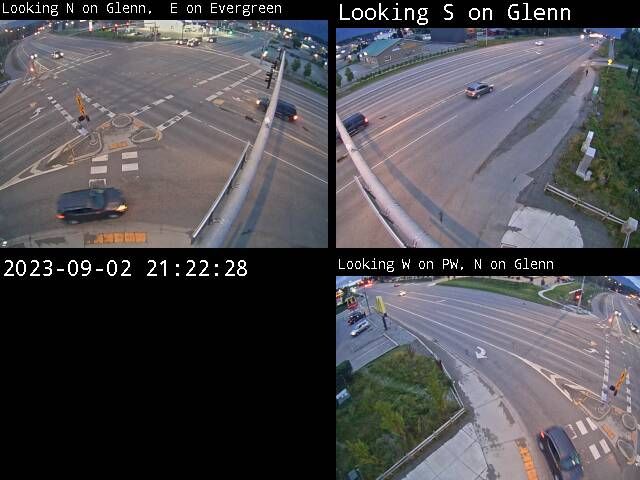 Looking N on Glenn,  E on Evergreen
Looking S on Glenn
2023-09-02 21:22:28
Looking W on PW, N on Glenn